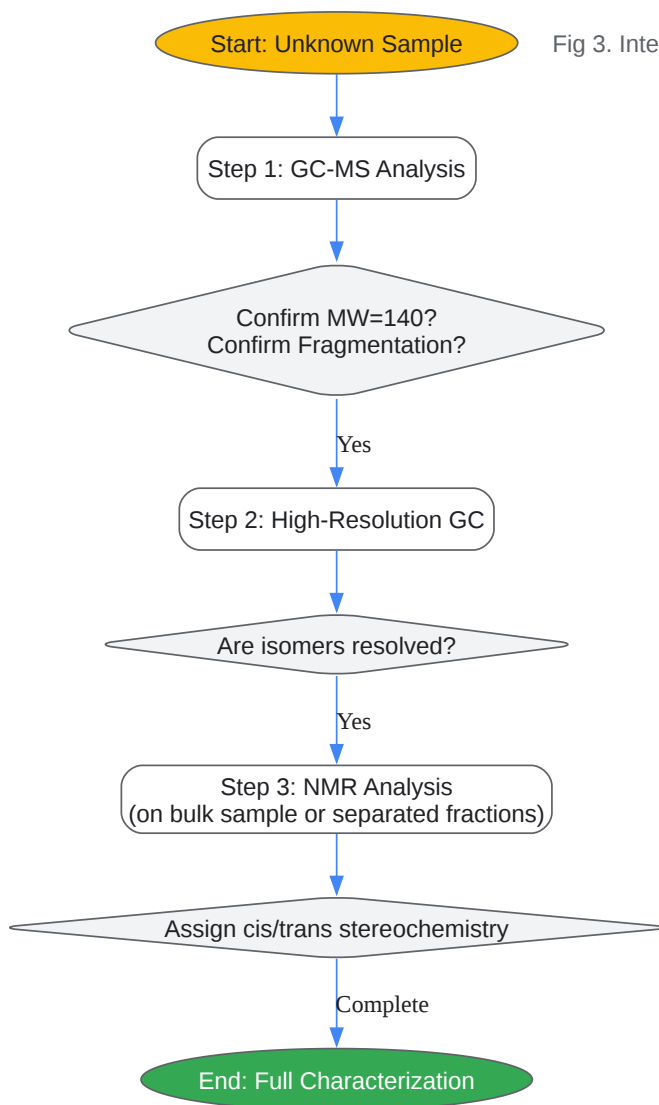 Start: Unknown Sample
Fig 3. Inte
Step 1: GC-MS Analysis
Confirm MW=140?
Confirm Fragmentation?
Yes
Step 2: High-Resolution GC
Are isomers resolved?
Yes
Step 3: NMR Analysis
(on bulk sample or separated fractions)
Assign cis/trans stereochemistry
Complete
End: Full Characterization